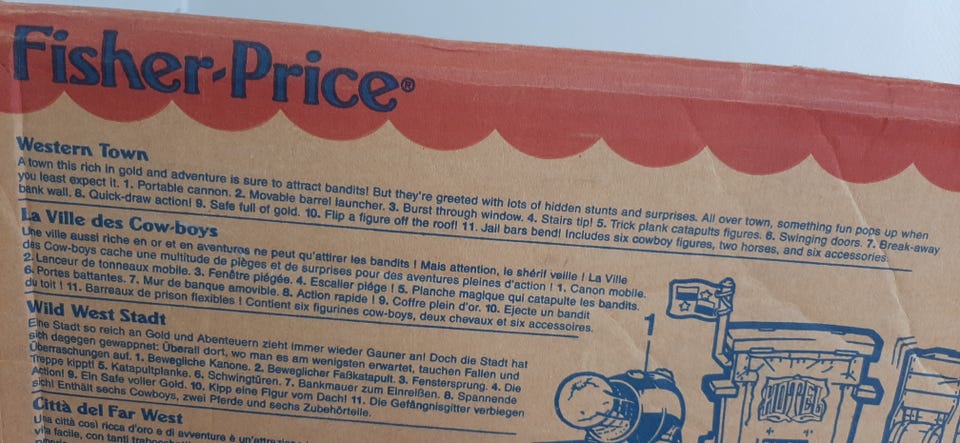 Fisher-Price®
Western Town
A town this rich in gold and adventure is sure to attract bandits! But they're greeted with lots of hidden stunts and surprises. All over town, something fun pops up when
you least expect it. 1. Portable cannon. 2. Movable barrel launcher. 3. Burst through window. 4. Stairs tip! 5. Trick plank catapults figures. 6. Swinging doors. 7. Break-away
bank wall. 8. Quick-draw action! 9. Safe full of gold. 10. Flip a figure off the roof! 11. Jail bars bend! Includes six cowboy figures, two horses, and six accessories.
La Ville des Cow-boys
Une ville aussi riche en or et en aventures ne peut qu'attirer les bandits ! Mais attention, le shérif veille ! La Ville
des Cow-boys cache une multitude de pièges et de surprises pour des aventures pleines d'action ! 1. Canon mobile.
2. Lanceur de tonneaux mobile. 3. Fenêtre piégée. 4. Escalier piégé ! 5. Planche magique qui catapulte les bandits.
6. Portes battantes. 7. Mur de banque amovible. 8. Action rapide ! 9. Coffre plein d'or. 10. Ejecte un bandit
du toit ! 11. Barreaux de prison flexibles ! Contient six figurines cow-boys, deux chevaux et six accessoires.
Wild West Stadt
Eine Stadt so reich an Gold und Abenteuern zieht immer wieder Gauner an! Doch die Stadt hat
sich dagegen gewappnet: Überall dort, wo man es am wenigsten erwartet, tauchen Fallen und
Überraschungen auf. 1. Bewegliche Kanone. 2. Beweglicher Faßkatapult. 3. Fenstersprung. 4. Die
Treppe kippt! 5. Katapultplanke. 6. Schwingtüren. 7. Bankmauer zum Einreißen. 8. Spannende
Action! 9. Ein Safe voller Gold. 10. Kipp eine Figur vom Dach! 11. Die Gefängnisgitter verbiegen
sich! Enthält sechs Cowboys, zwei Pferde und sechs Zubehörteile.
Città del Far West
Una città così ricca d'oro e di avventure è un'attrazione
vita facile, con tanti
1
HOTEL